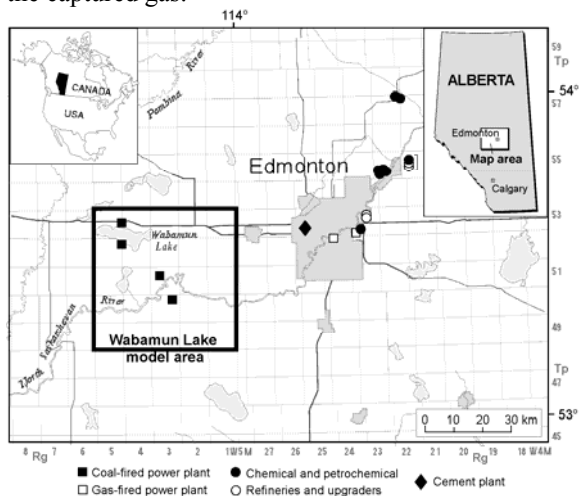 the captured gas.
114°
CANADA
USA
Pembina River
ALBERTA
Edmonton
Map area
Calgary
59
Tp
54°
57
55
53
51
49
Tp
47
53°
45
Edmonton
Wabamun
Lake
River
North Saskatchewan
Wabamun Lake
model area
0 10 20 30 km
8 7 6 5 4 3 2 1W5M 27 26 25 24 23 22 21 20 19 18 W4M
Rg Rg
Coal-fired power plant Chemical and petrochemical Cement plant
Gas-fired power plant Refineries and upgraders